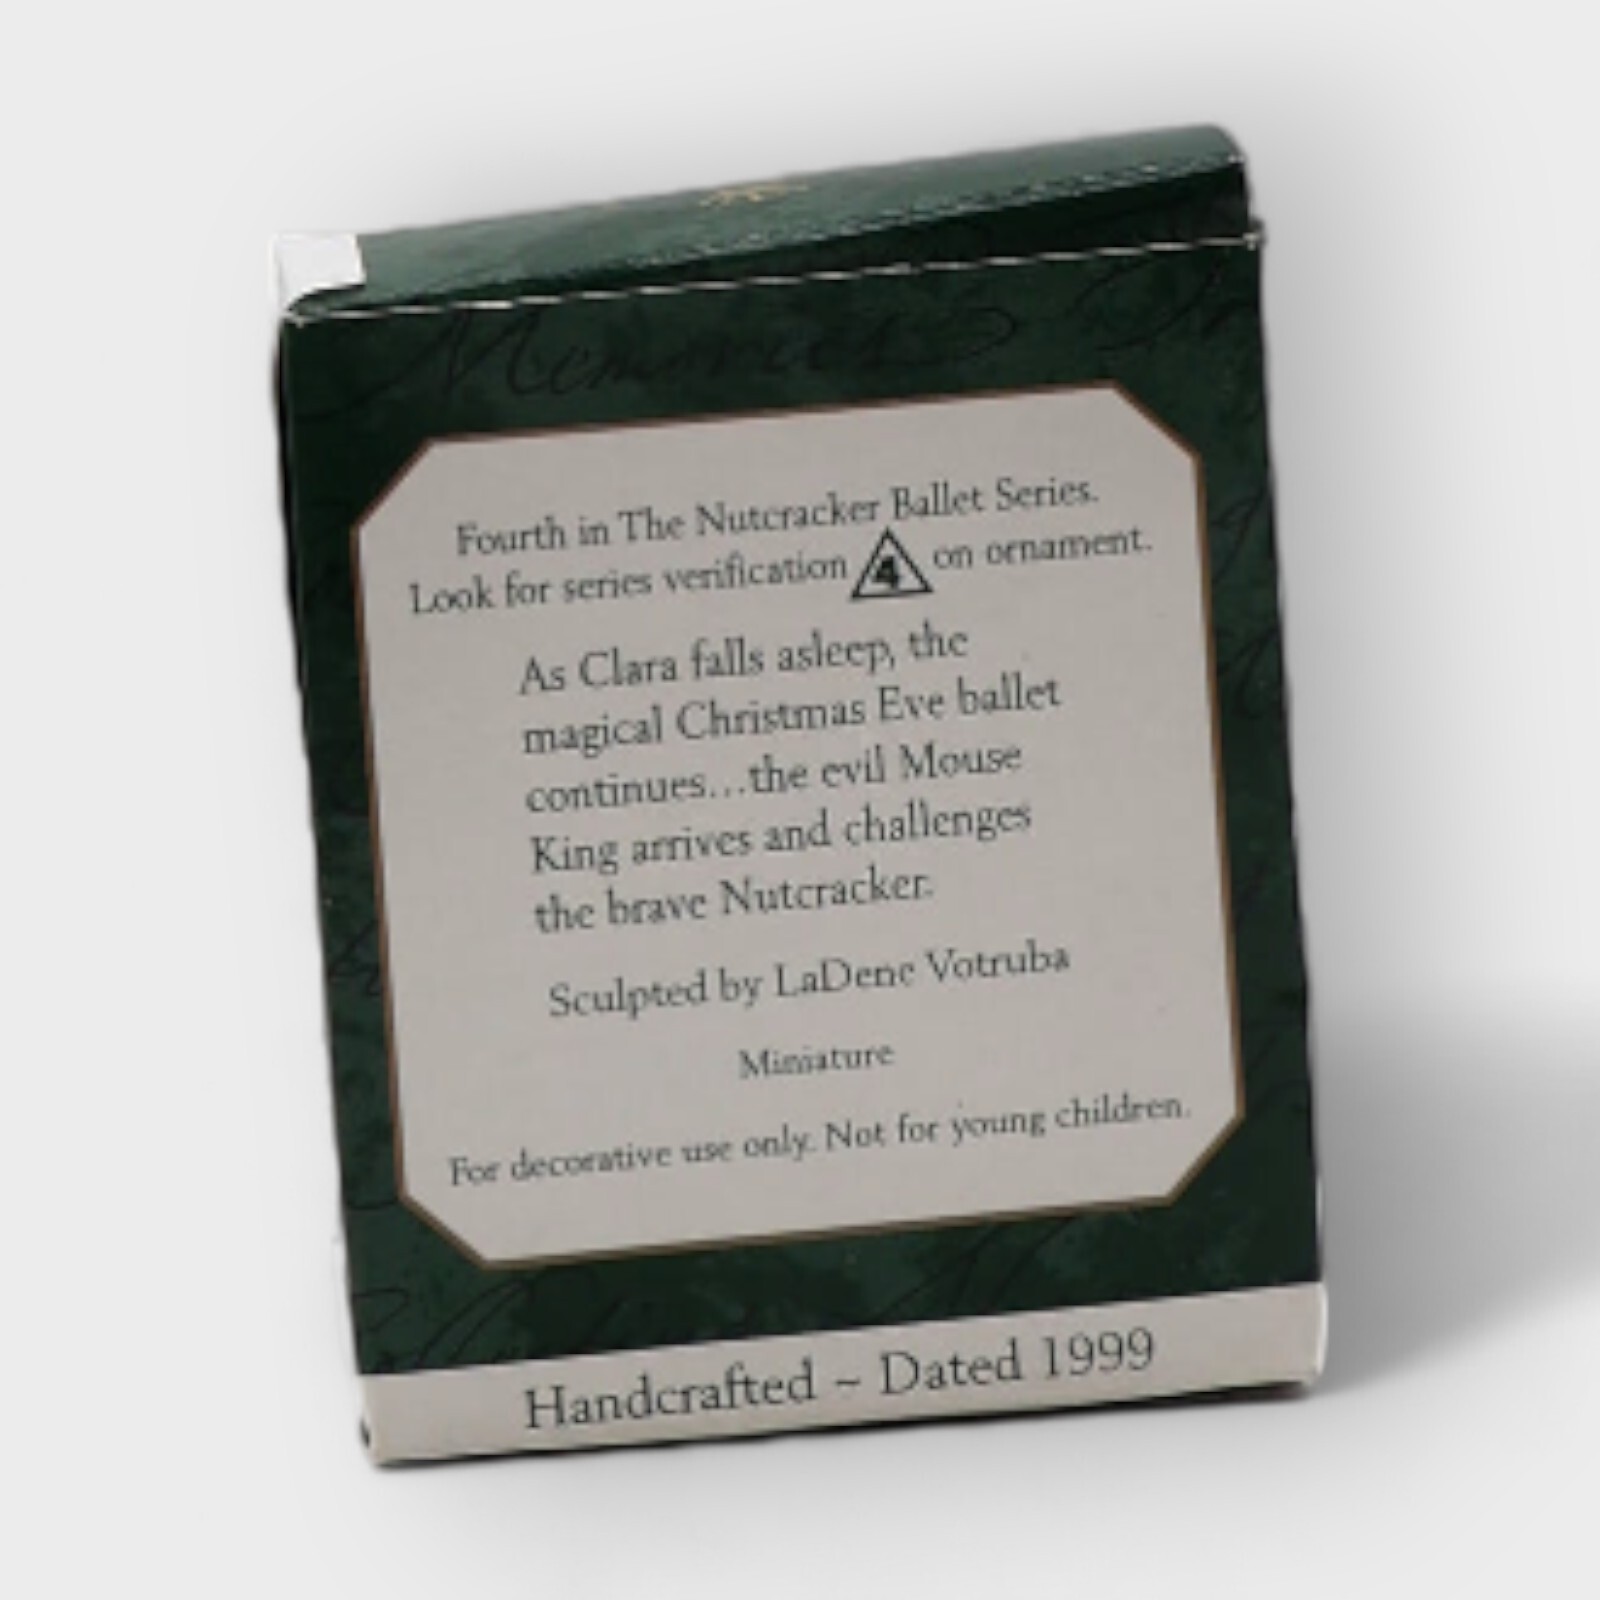 Memories
Fourth in The Nutcracker Ballet Series.
Look for series verification 4 on ornament.
As Clara falls asleep, the
magical Christmas Eve ballet
continues...the evil Mouse
King arrives and challenges
the brave Nutcracker.
Sculpted by LaDene Votruba
Miniature
For decorative use only. Not for young children.
Handcrafted ~ Dated 1999